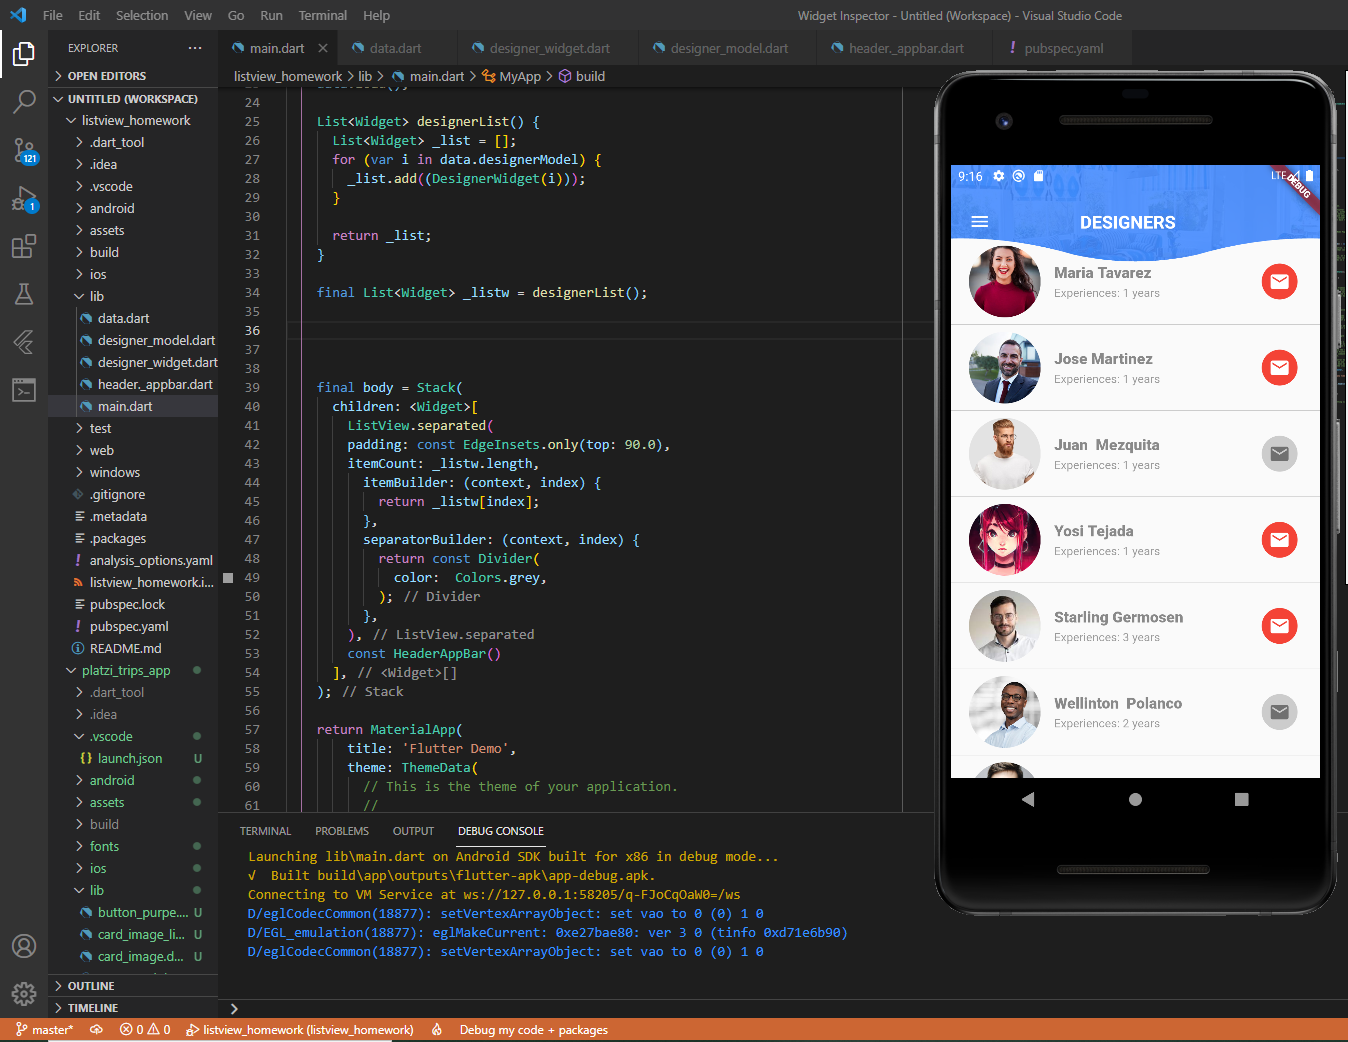 File Edit Selection View Go Run Terminal Help
Widget Inspector - Untitled (Workspace) - Visual Studio Code
EXPLORER ...
OPEN EDITORS
UNTITLED (WORKSPACE)
listview_homework
.dart_tool
.idea
.vscode
android
assets
build
ios
lib
data.dart
designer_model.dart
designer_widget.dart
header._appbar.dart
main.dart
test
web
windows
.gitignore
.metadata
.packages
! analysis_options.yaml
listview_homework.i...
pubspec.lock
! pubspec.yaml
README.md
platzi_trips_app
.dart_tool
.idea
.vscode
{} launch.json U
android
assets
build
fonts
ios
lib
button_purpe.... U
card_image_li... U
card_image.d... U
OUTLINE
TIMELINE
121
1
main.dart × data.dart designer_widget.dart designer_model.dart header._appbar.dart ! pubspec.yaml
listview_homework > lib > main.dart > MyApp > build
24
25 List<Widget> designerList() {
26 List<Widget> _list = [];
27 for (var i in data.designerModel) {
28 _list.add((DesignerWidget(i)));
29 }
30
31 return _list;
32 }
33
34 final List<Widget> _listw = designerList();
35
36
37
38
39 final body = Stack(
40 children: <Widget>[
41 ListView.separated(
42 padding: const EdgeInsets.only(top: 90.0),
43 itemCount: _listw.length,
44 itemBuilder: (context, index) {
45 return _listw[index];
46 },
47 separatorBuilder: (context, index) {
48 return const Divider(
49 color:  Colors.grey,
50 ); // Divider
51 },
52 ), // ListView.separated
53 const HeaderAppBar()
54 ], // <Widget>[]
55 ); // Stack
56
57 return MaterialApp(
58 title: 'Flutter Demo',
59 theme: ThemeData(
60 // This is the theme of your application.
61 //
TERMINAL PROBLEMS OUTPUT DEBUG CONSOLE
Launching lib\main.dart on Android SDK built for x86 in debug mode...
√  Built build\app\outputs\flutter-apk\app-debug.apk.
Connecting to VM Service at ws://127.0.0.1:58205/q-FJoCqOaW0=/ws
D/eglCodecCommon(18877): setVertexArrayObject: set vao to 0 (0) 1 0
D/EGL_emulation(18877): eglMakeCurrent: 0xe27bae80: ver 3 0 (tinfo 0xd71e6b90)
D/eglCodecCommon(18877): setVertexArrayObject: set vao to 0 (0) 1 0
>
9:16 LTE
DEBUG
DESIGNERS
Maria Tavarez
Experiences: 1 years
Jose Martinez
Experiences: 1 years
Juan  Mezquita
Experiences: 1 years
Yosi Tejada
Experiences: 1 years
Starling Germosen
Experiences: 3 years
Wellinton  Polanco
Experiences: 2 years
master* 0 0 listview_homework (listview_homework) Debug my code + packages